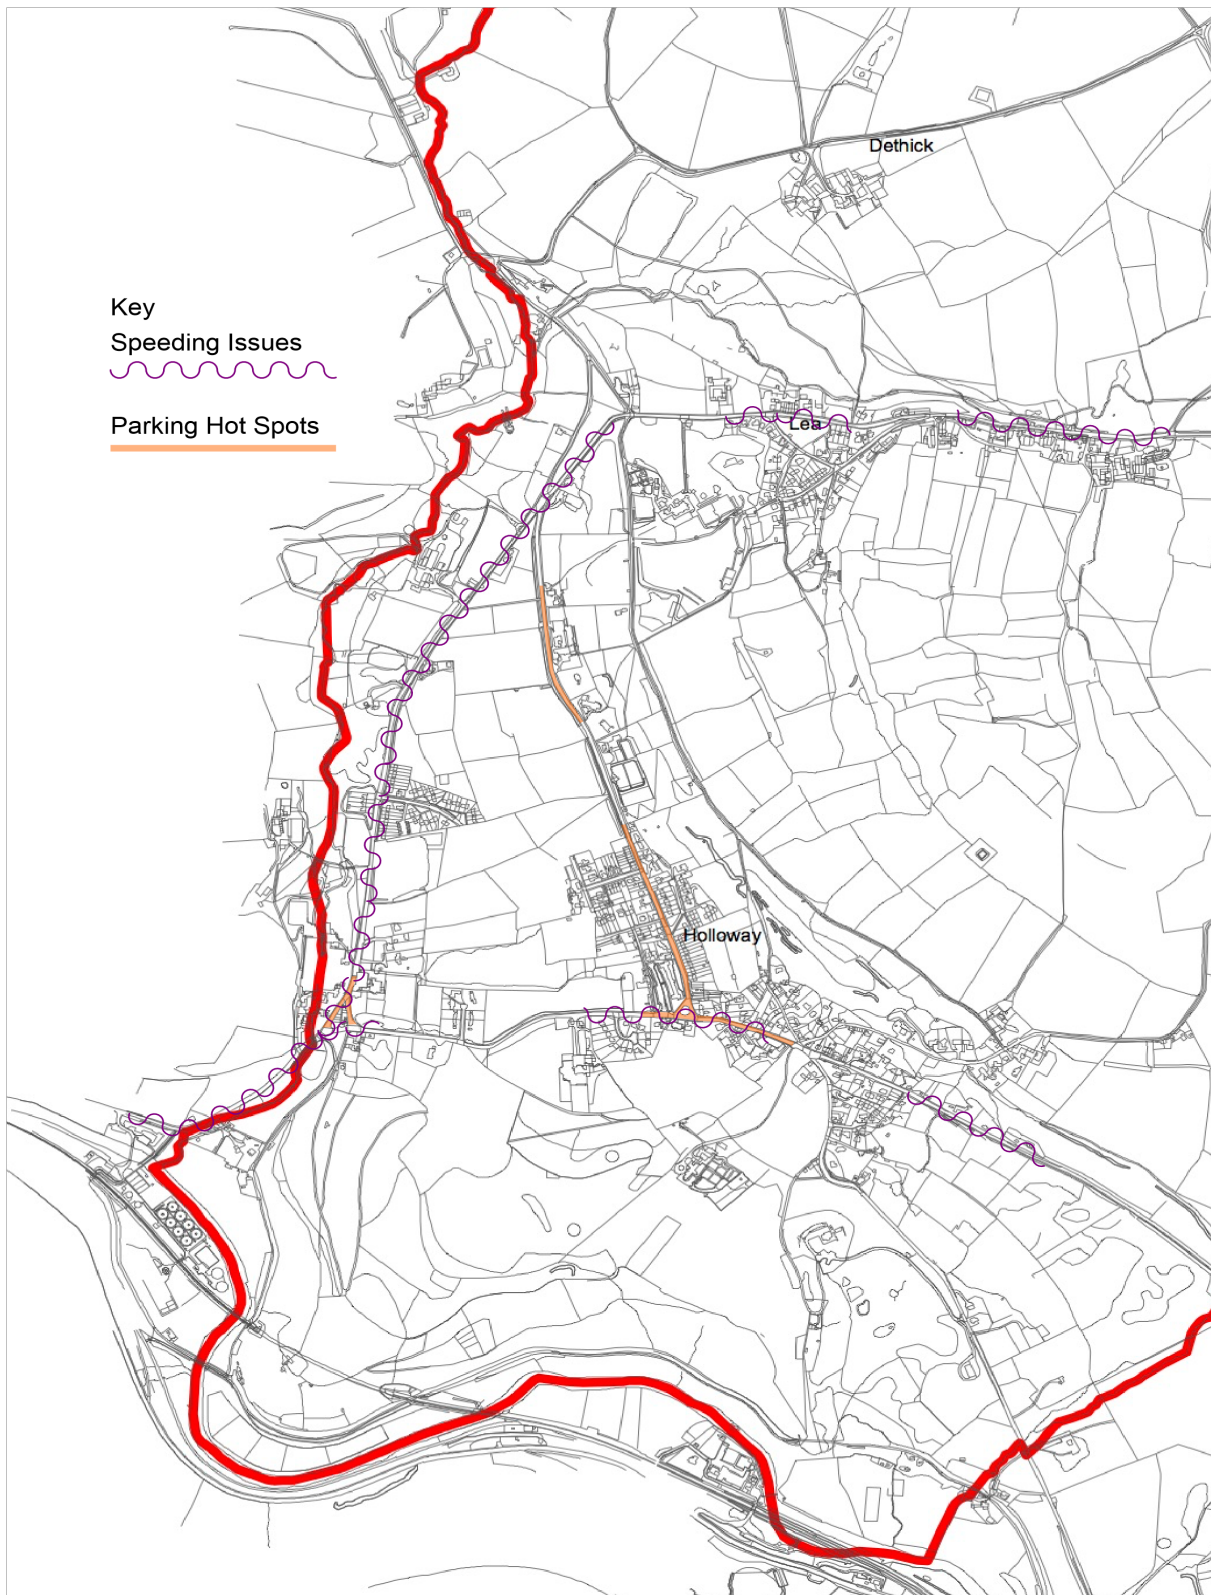 Dethick
Key
Speeding Issues
Parking Hot Spots
Lea
Holloway